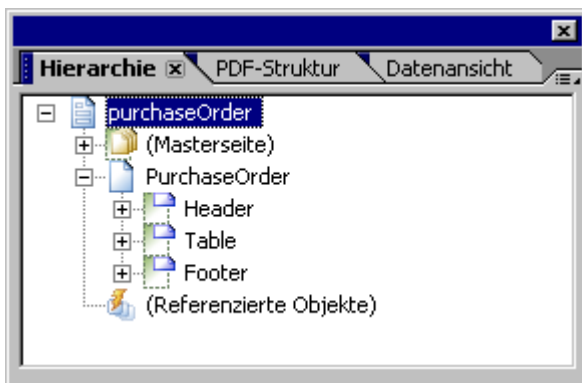 Hierarchie PDF-Struktur Datenansicht
purchaseOrder
(Masterseite)
PurchaseOrder
Header
Table
Footer
(Referenzierte Objekte)